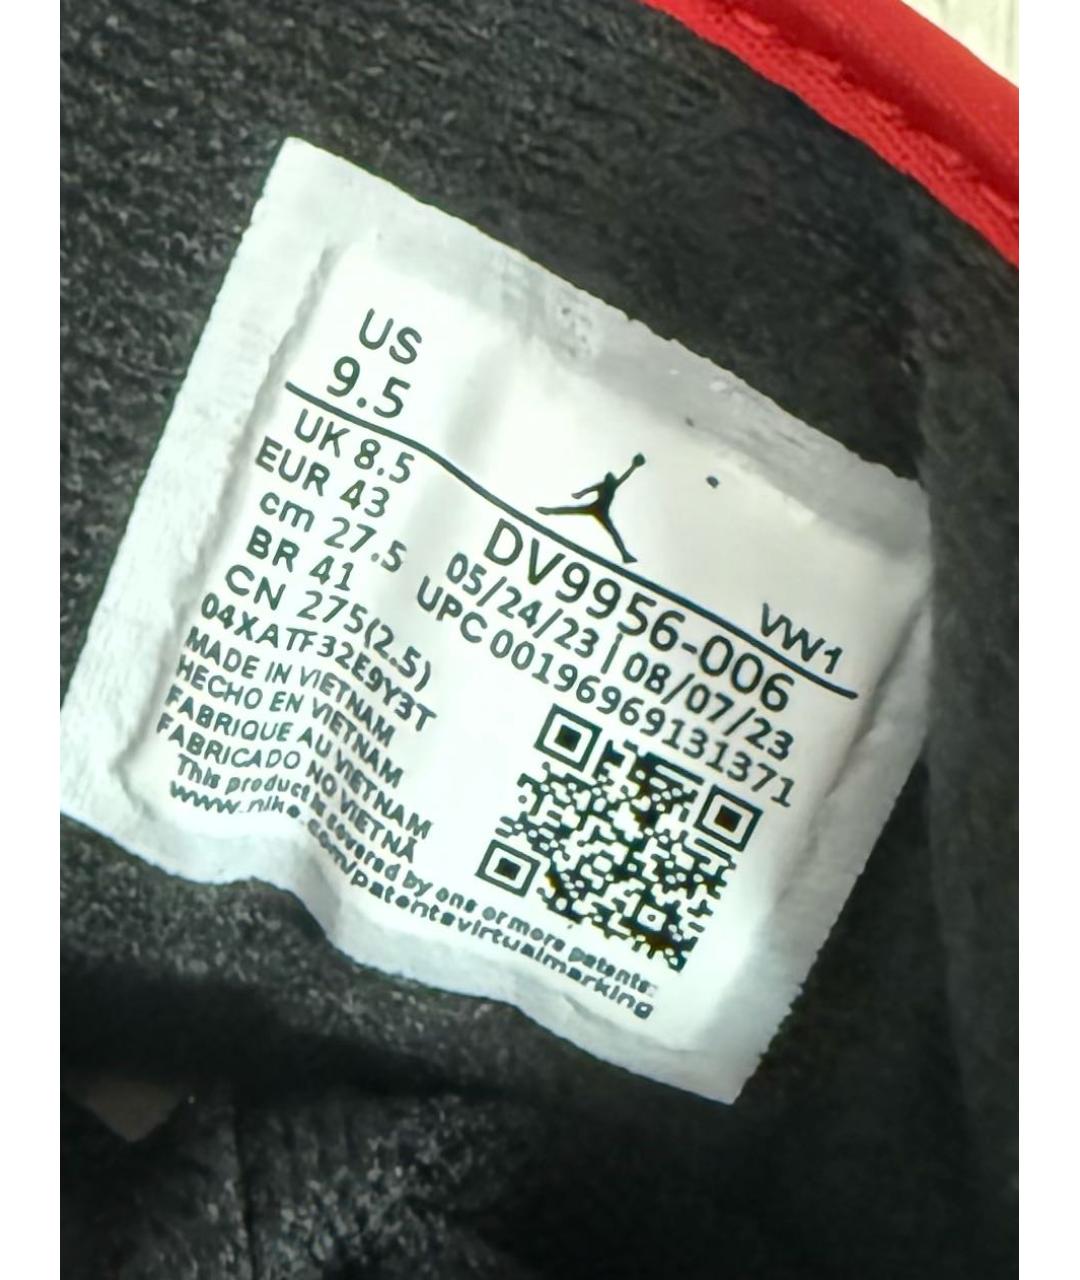 US
9.5
VW1
UK 8.5
EUR 43
cm 27.5
BR 41
CN 275(2.5)
04XATF32E9Y3T
MADE IN VIETNAM
HECHO EN VIETNAM
FABRIQUE AU VIETNAM
FABRICADO NO VIETNÃ
This product is covered by one or more patents:
www.nike.com/patentsvirtualmarking
DV9956-006
05/24/23 | 08/07/23
UPC 00196969131371